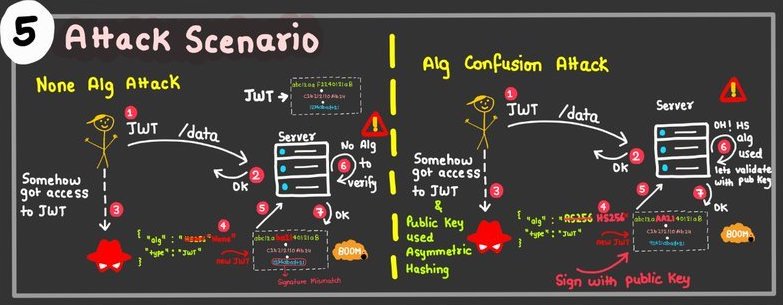 5
Attack Scenario
None Alg Attack
JWT →
1
JWT
/data
Server
2
OK
No Alg
to
verify
6
Somehow
got access
to JWT
3
4
{ "alg" : "HS256" "None"
"type" : "JWT"
}
new JWT
5
7
OK
BOOM
Signature Mismatch
Alg Confusion Attack
1
JWT
/data
Server
2
OK
OH! HS
alg
used
6
lets validate
with pub key
Somehow
got access
to JWT
&
Public Key
used
Asymmetric
Hashing
3
4
{ "alg" : "RS256" HS256"
"type" : "JWT"
}
new JWT
5
7
OK
BOOM
Sign with public key